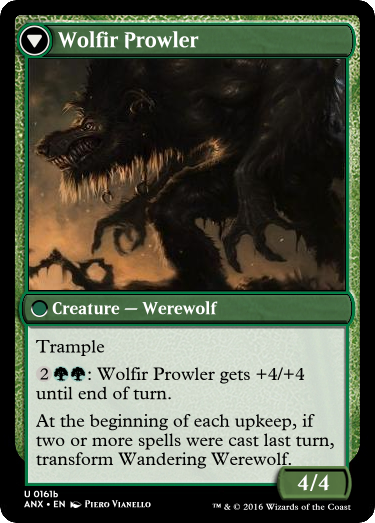 Wolfir Prowler
Creature — Werewolf
Trample
2: Wolfir Prowler gets +4/+4
until end of turn.
At the beginning of each upkeep, if
two or more spells were cast last turn,
transform Wandering Werewolf.
4/4
U 0161b
ANX • EN Piero Vianello
™ & © 2016 Wizards of the Coast